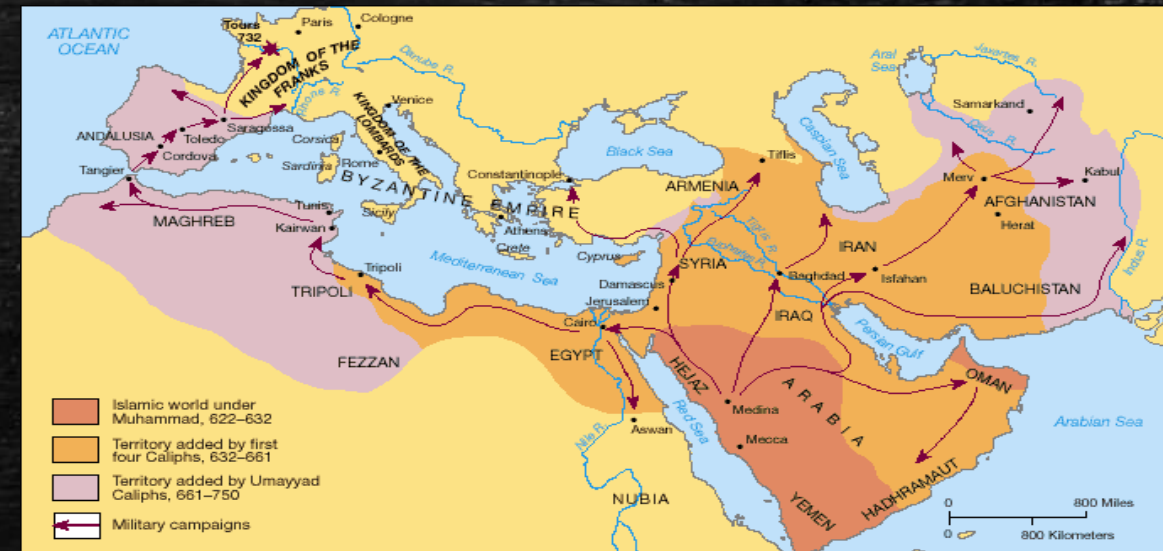 ATLANTIC
OCEAN
Tours
732
Paris
Cologne
KINGDOM OF THE
FRANKS
Danube R.
Rhone R.
KINGDOM OF THE
LOMBARDS
Venice
Aral
Sea
Jaxartes R.
Samarkand
Oxus R.
ANDALUSIA
Saragossa
Toledo
Cordova
Corsica
Sardinia
Rome
Black Sea
Caspian Sea
Tiflis
Tangier
Constantinople
BYZANTINE EMPIRE
ARMENIA
Merv
Kabul
AFGHANISTAN
Herat
MAGHREB
Tunis
Kairwan
Sicily
Athens
Crete
Cyprus
Tigris R.
Euphrates R.
SYRIA
IRAN
Indus R.
Mediterranean Sea
Tripoli
TRIPOLI
Damascus
Jerusalem
Baghdad
Isfahan
IRAQ
BALUCHISTAN
Cairo
EGYPT
Persian Gulf
FEZZAN
HEJAZ
ARABIA
OMAN
Medina
Mecca
Red Sea
Arabian Sea
Aswan
Nile R.
NUBIA
YEMEN
HADHRAMAUT
Islamic world under
Muhammad, 622–632
Territory added by first
four Caliphs, 632–661
Territory added by Umayyad
Caliphs, 661–750
Military campaigns
0 800 Miles
0 800 Kilometers